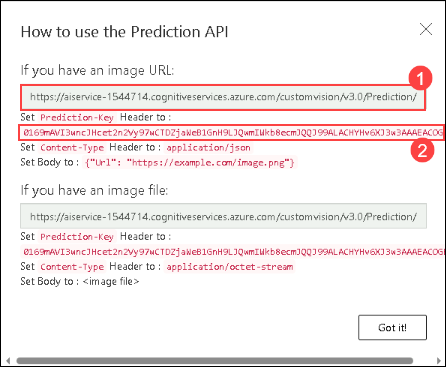 How to use the Prediction API
If you have an image URL:
1
https://aiservice-1544714.cognitiveservices.azure.com/customvision/v3.0/Prediction/
Set Prediction-Key Header to :
0169mAVI3wncJHcet2n2Vy97wCTDZjaWeB1GnH9LJQwmIWkb8ecmJQQJ99ALACHYHv6XJ3w3AAAEACOG
2
Set Content-Type Header to : application/json
Set Body to : {"Url": "https://example.com/image.png"}
If you have an image file:
https://aiservice-1544714.cognitiveservices.azure.com/customvision/v3.0/Prediction/
Set Prediction-Key Header to :
0169mAVI3wncJHcet2n2Vy97wCTDZjaWeB1GnH9LJQwmIWkb8ecmJQQJ99ALACHYHv6XJ3w3AAAEACOG
Set Content-Type Header to : application/octet-stream
Set Body to : <image file>
Got it!